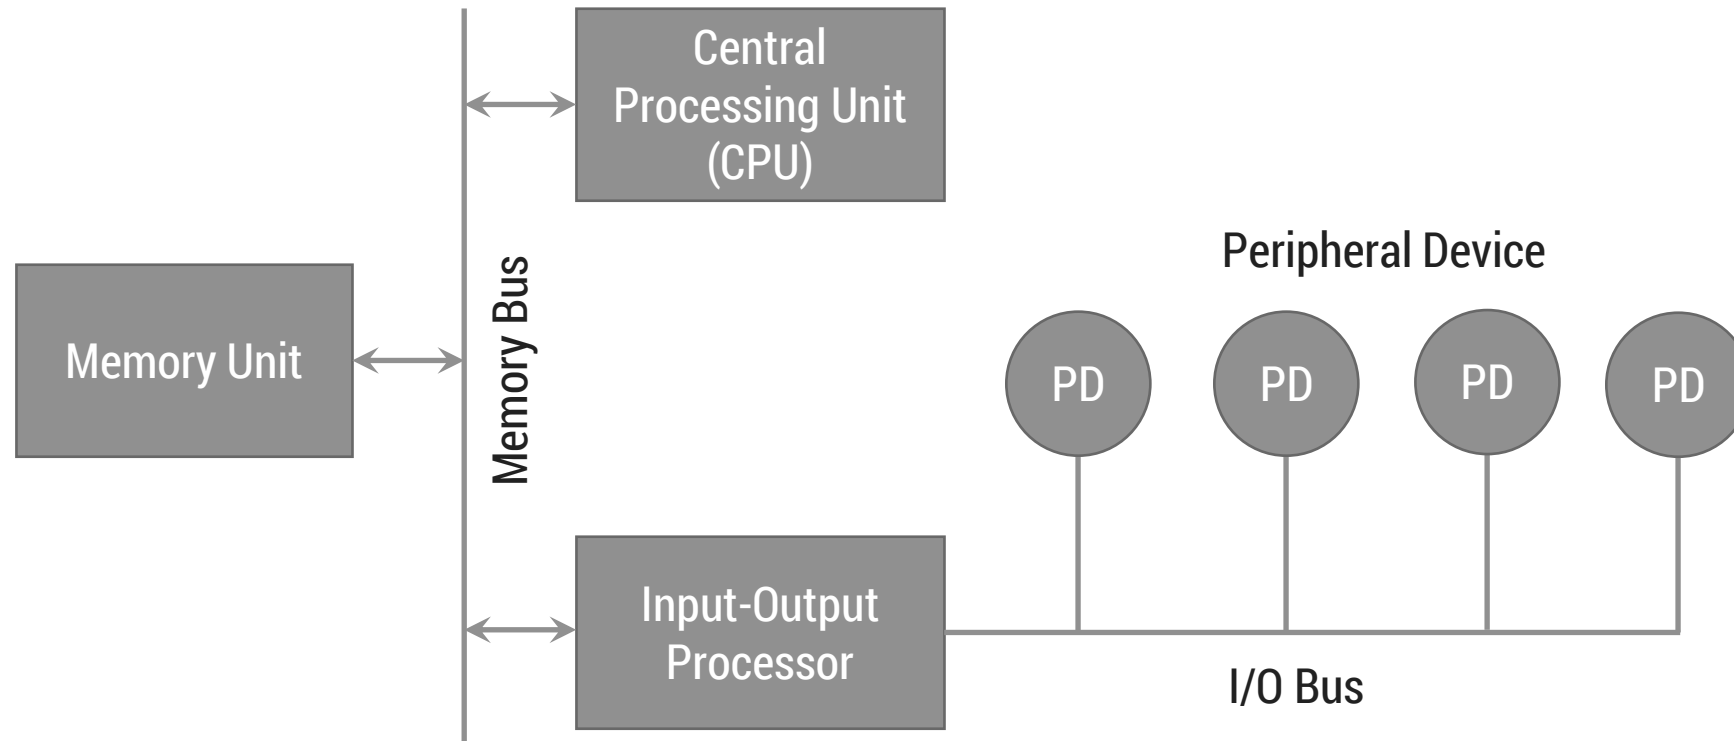 Central
Processing Unit
(CPU)
Memory Unit
Memory Bus
Peripheral Device
PD
PD
PD
PD
Input-Output
Processor
I/O Bus